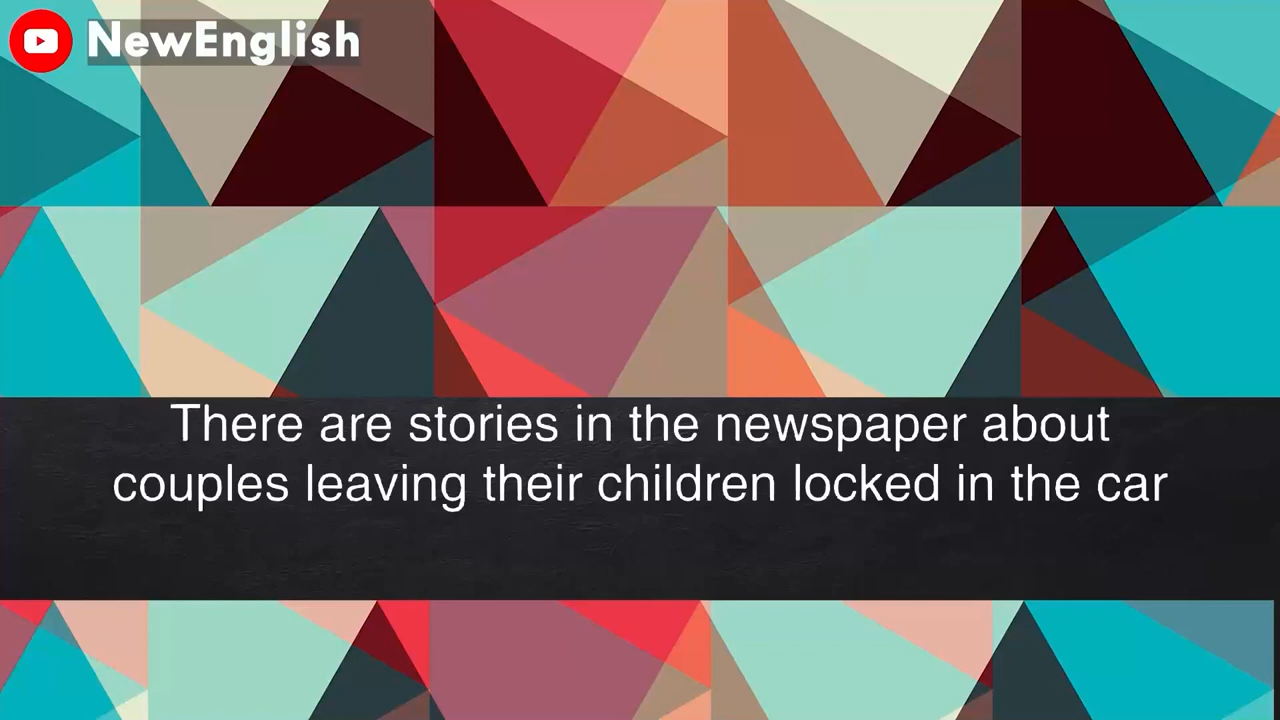 NewEnglish
There are stories in the newspaper about
couples leaving their children locked in the car